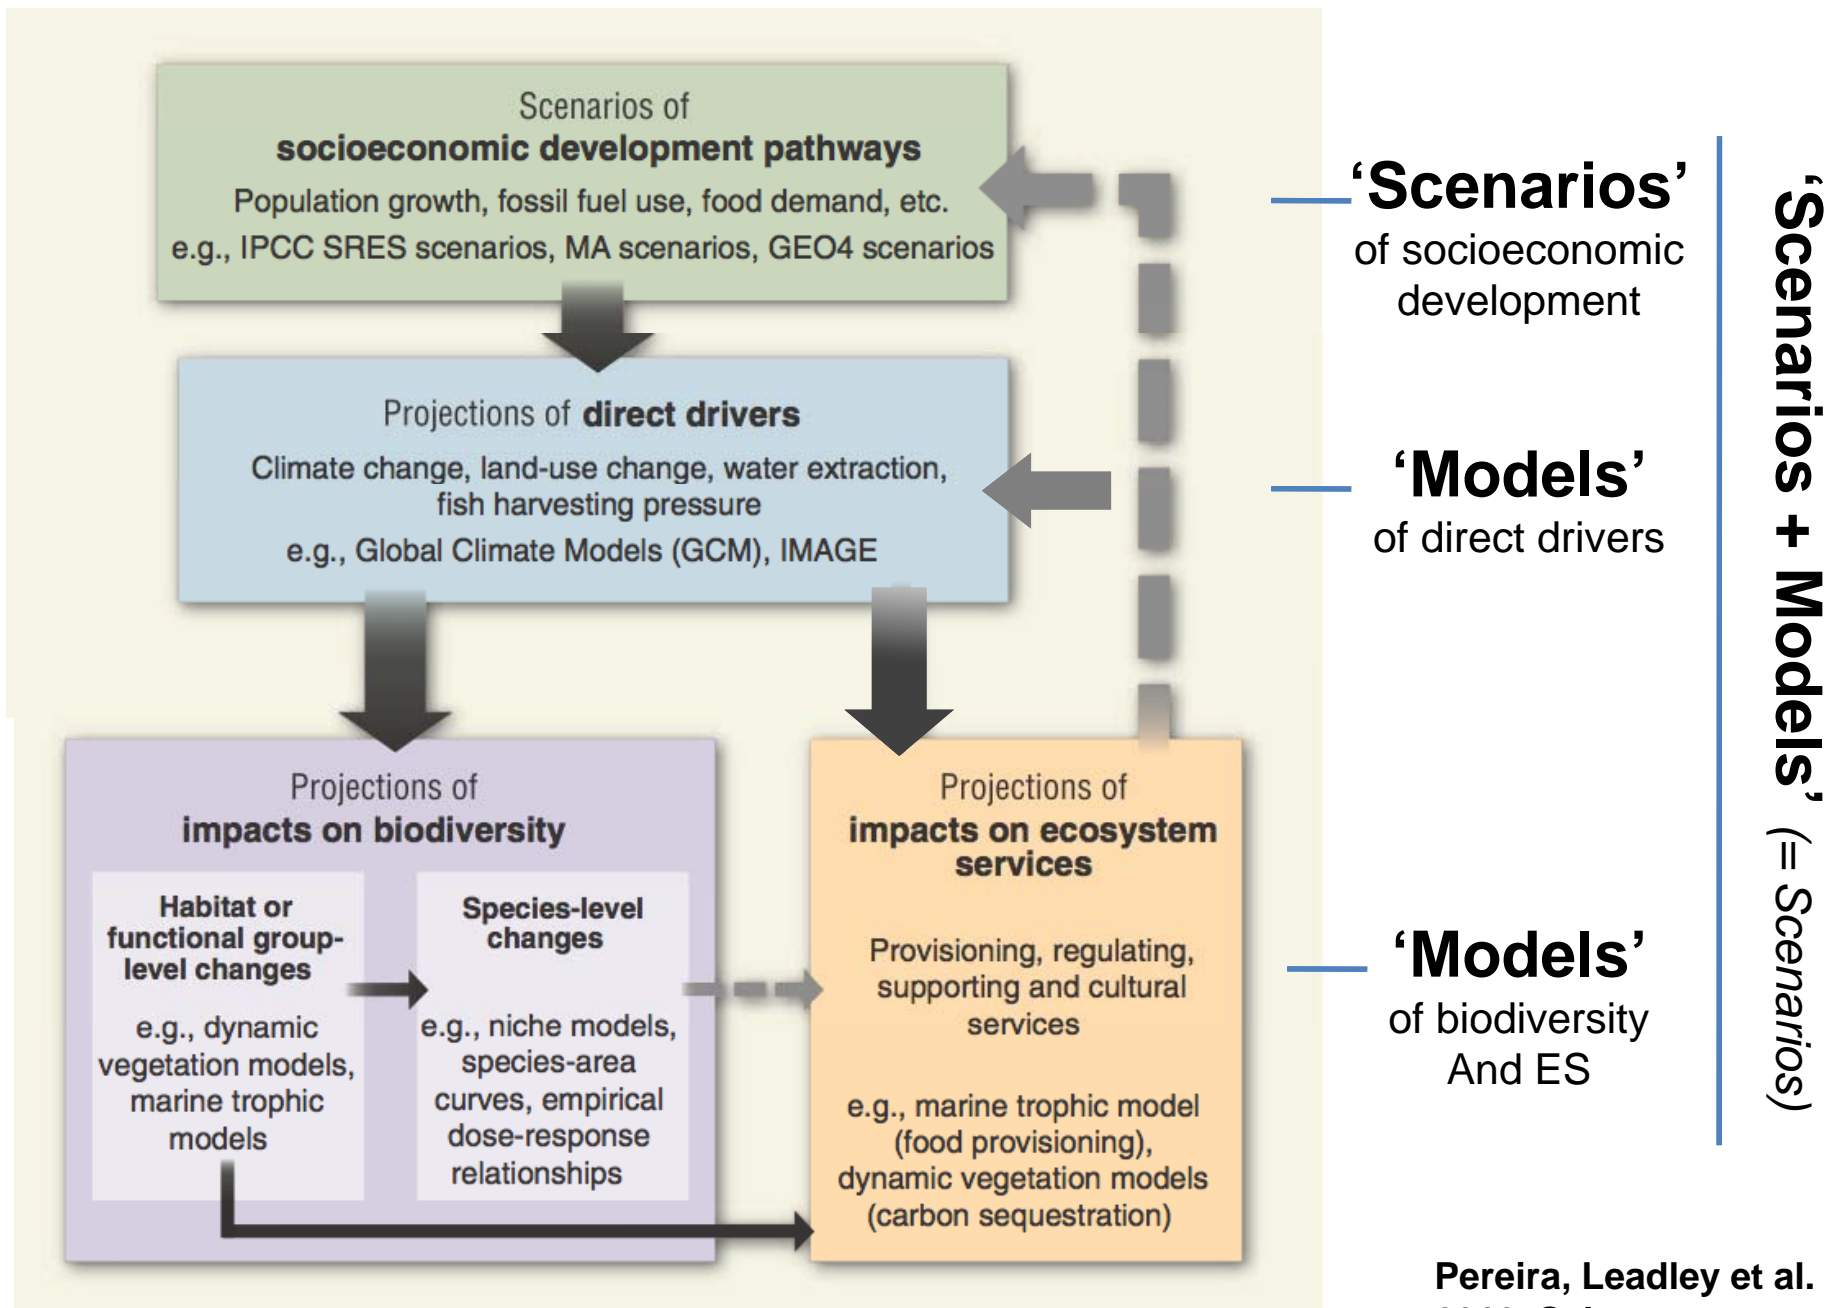 Scenarios of
socioeconomic development pathways
Population growth, fossil fuel use, food demand, etc.
e.g., IPCC SRES scenarios, MA scenarios, GEO4 scenarios
Projections of direct drivers
Climate change, land-use change, water extraction,
fish harvesting pressure
e.g., Global Climate Models (GCM), IMAGE
Projections of
impacts on biodiversity
Habitat or
functional group-
level changes
e.g., dynamic
vegetation models,
marine trophic
models
Species-level
changes
e.g., niche models,
species-area
curves, empirical
dose-response
relationships
Projections of
impacts on ecosystem
services
Provisioning, regulating,
supporting and cultural
services
e.g., marine trophic model
(food provisioning),
dynamic vegetation models
(carbon sequestration)
‘Scenarios’
of socioeconomic
development
‘Models’
of direct drivers
‘Models’
of biodiversity
And ES
‘Scenarios + Models’ (= Scenarios)
Pereira, Leadley et al.